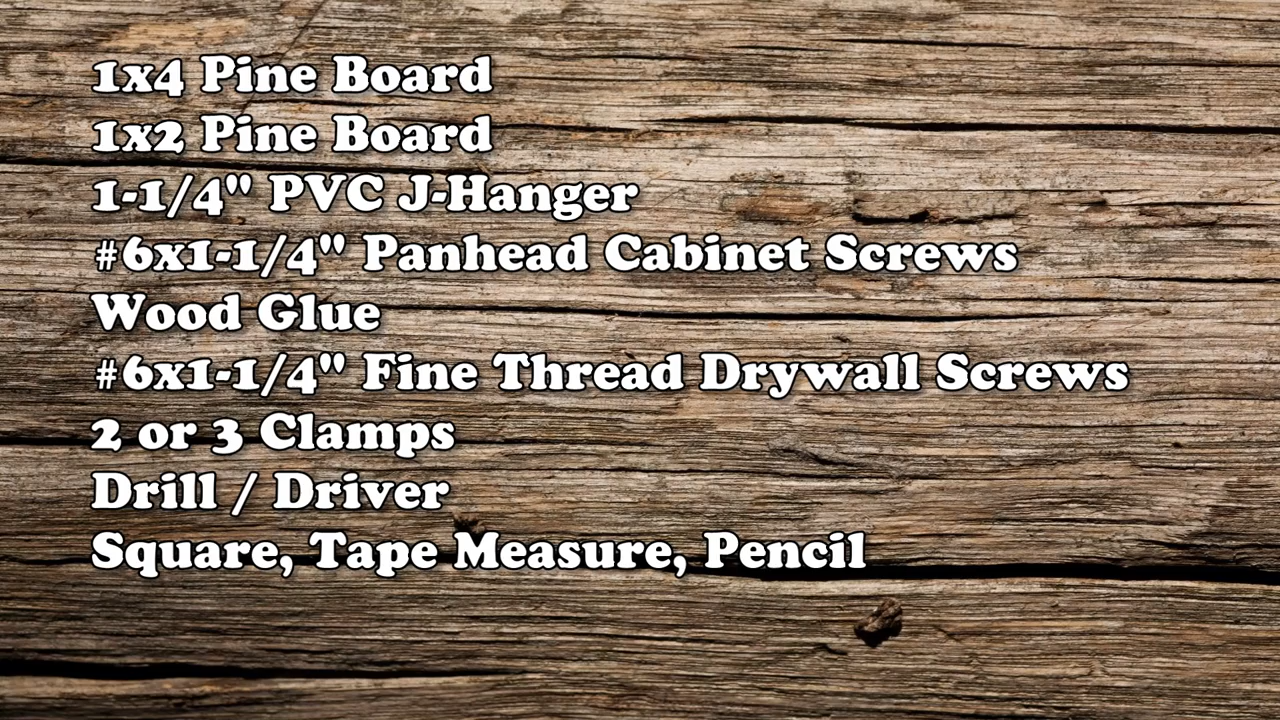 1x4 Pine Board
1x2 Pine Board
1-1/4" PVC J-Hanger
#6x1-1/4" Panhead Cabinet Screws
Wood Glue
#6x1-1/4" Fine Thread Drywall Screws
2 or 3 Clamps
Drill / Driver
Square, Tape Measure, Pencil